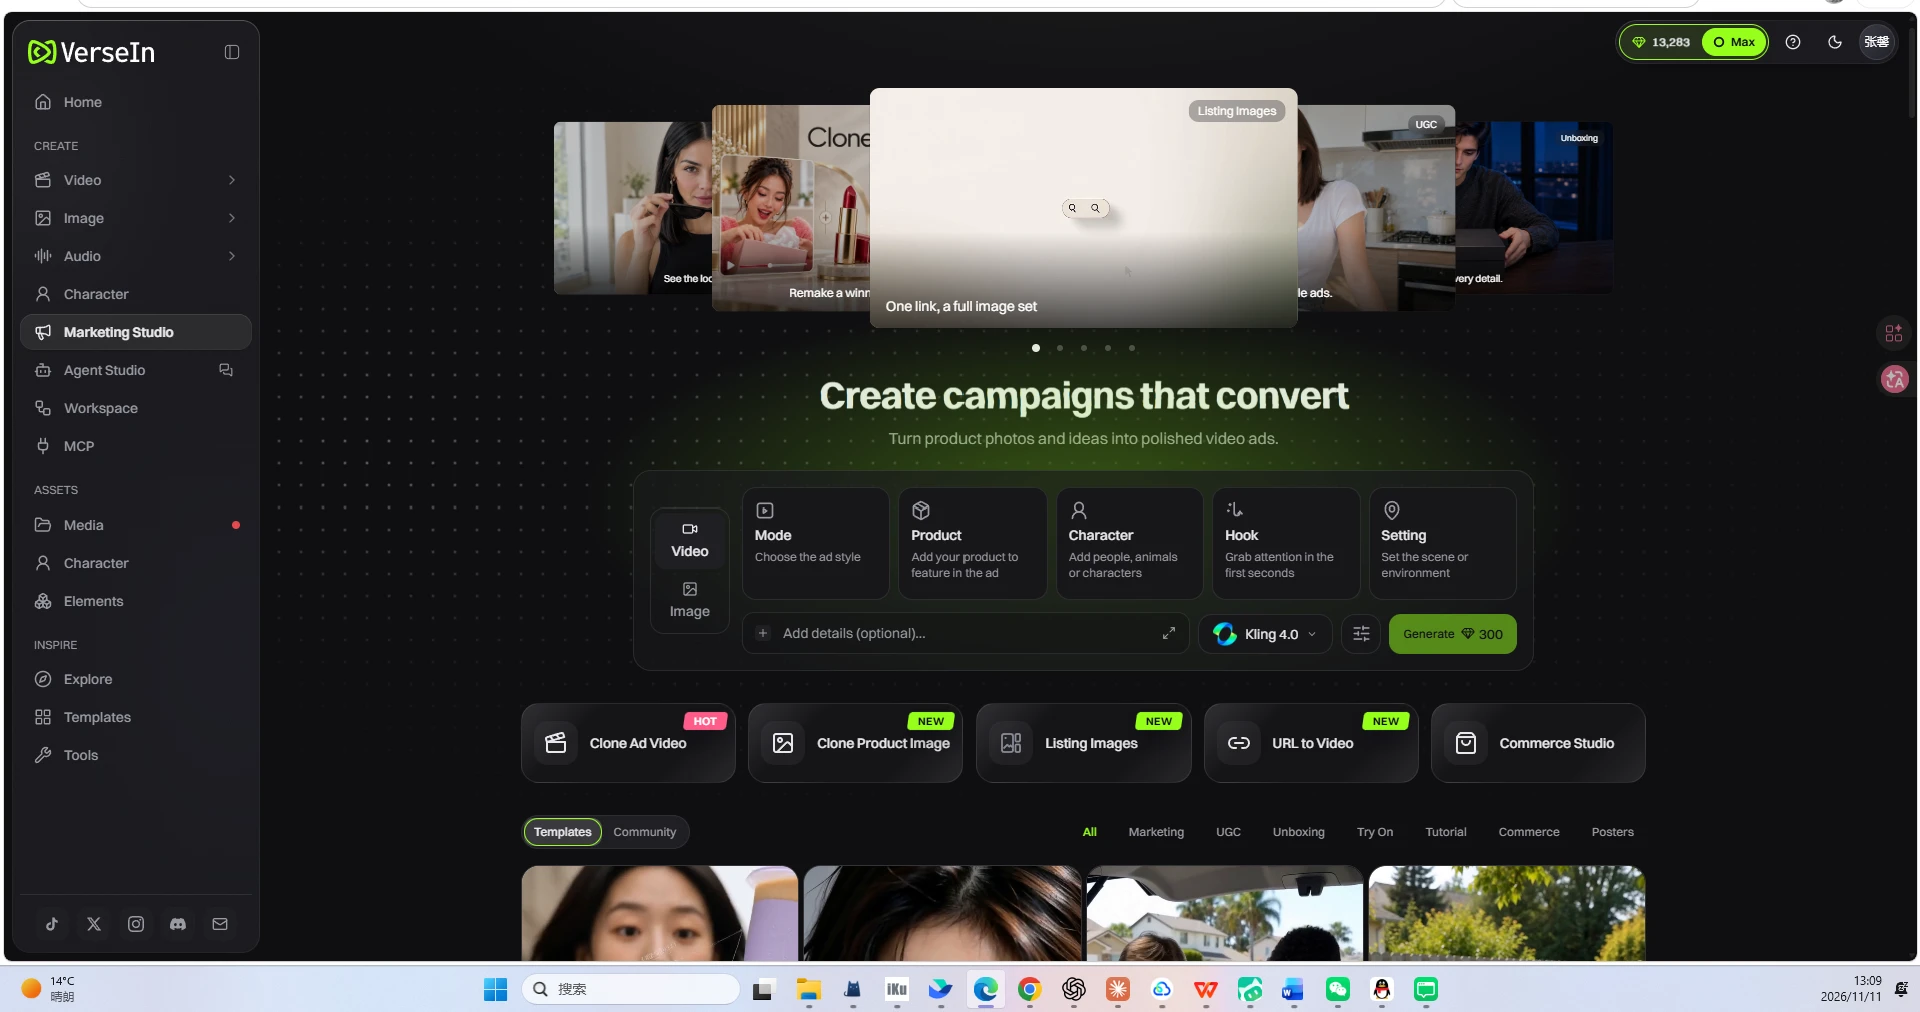 VerseIn
Home
CREATE
Video
Image
Audio
Character
Marketing Studio
Agent Studio
Workspace
MCP
ASSETS
Media
Character
Elements
INSPIRE
Explore
Templates
Tools
13,283
Max
张馨
See the loo
Clone
Remake a winn
Listing Images
One link, a full image set
UGC
le ads.
Unboxing
very detail.
Create campaigns that convert
Turn product photos and ideas into polished video ads.
Video
Image
Mode
Choose the ad style
Product
Add your product to
feature in the ad
Character
Add people, animals
or characters
Hook
Grab attention in the
first seconds
Setting
Set the scene or
environment
Add details (optional)...
Kling 4.0
Generate 300
HOT
Clone Ad Video
NEW
Clone Product Image
NEW
Listing Images
NEW
URL to Video
Commerce Studio
Templates
Community
All
Marketing
UGC
Unboxing
Try On
Tutorial
Commerce
Posters
14°C
晴朗
搜索
iKu
13:09
2026/11/11